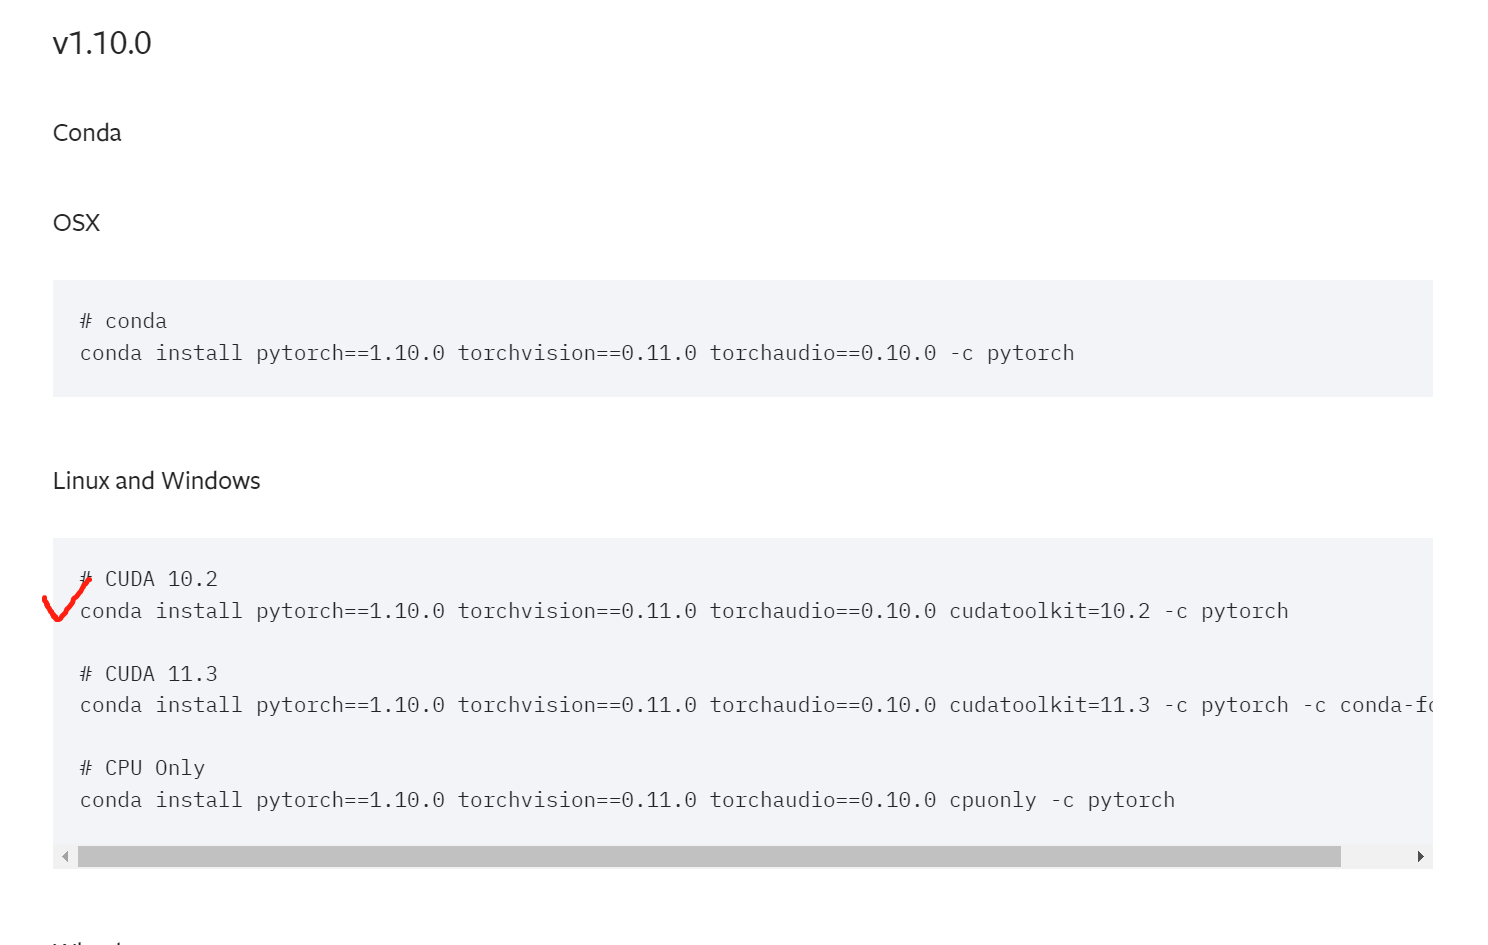 v1.10.0
Conda
OSX
# conda
conda install pytorch==1.10.0 torchvision==0.11.0 torchaudio==0.10.0 -c pytorch
Linux and Windows
# CUDA 10.2
conda install pytorch==1.10.0 torchvision==0.11.0 torchaudio==0.10.0 cudatoolkit=10.2 -c pytorch
# CUDA 11.3
conda install pytorch==1.10.0 torchvision==0.11.0 torchaudio==0.10.0 cudatoolkit=11.3 -c pytorch -c conda-fo
# CPU Only
conda install pytorch==1.10.0 torchvision==0.11.0 torchaudio==0.10.0 cpuonly -c pytorch